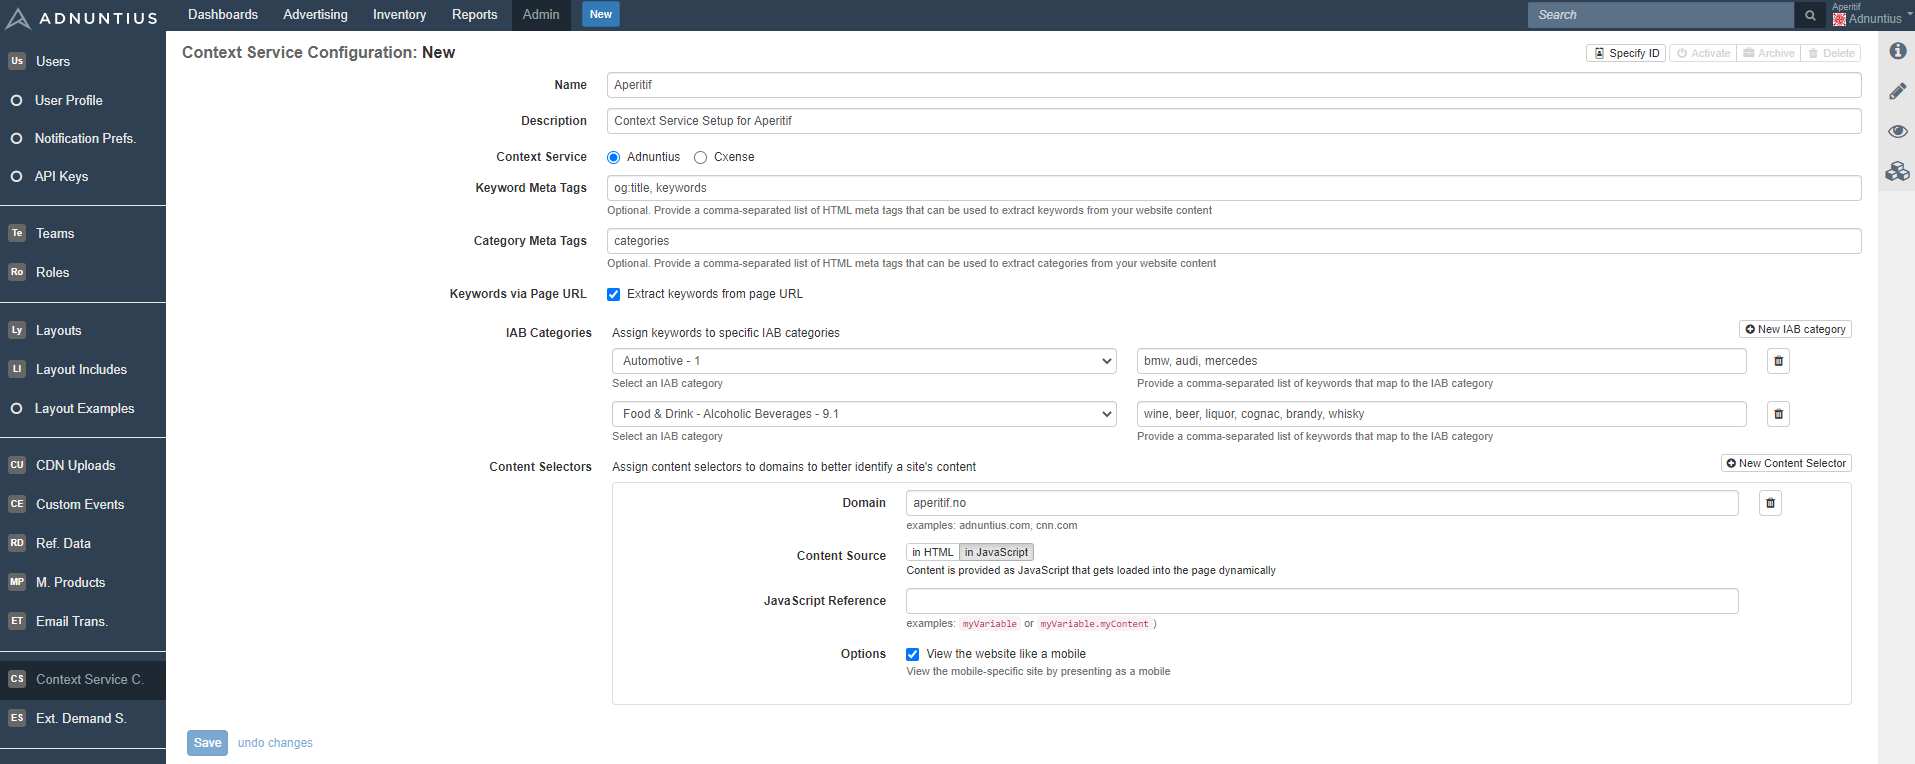 ADNUNTIUS
Dashboards Advertising Inventory Reports Admin New
Search
Aperitif
Adnuntius
Us Users
User Profile
Notification Prefs.
API Keys
Te Teams
Ro Roles
Ly Layouts
LI Layout Includes
Layout Examples
CU CDN Uploads
CE Custom Events
RD Ref. Data
MP M. Products
ET Email Trans.
CS Context Service C.
ES Ext. Demand S.
Context Service Configuration: New
Specify ID Activate Archive Delete
Name Aperitif
Description Context Service Setup for Aperitif
Context Service Adnuntius Cxense
Keyword Meta Tags og:title, keywords
Optional. Provide a comma-separated list of HTML meta tags that can be used to extract keywords from your website content
Category Meta Tags categories
Optional. Provide a comma-separated list of HTML meta tags that can be used to extract categories from your website content
Keywords via Page URL Extract keywords from page URL
IAB Categories Assign keywords to specific IAB categories New IAB category
Automotive - 1 bmw, audi, mercedes
Select an IAB category Provide a comma-separated list of keywords that map to the IAB category
Food & Drink - Alcoholic Beverages - 9.1 wine, beer, liquor, cognac, brandy, whisky
Select an IAB category Provide a comma-separated list of keywords that map to the IAB category
Content Selectors Assign content selectors to domains to better identify a site's content New Content Selector
Domain aperitif.no
examples: adnuntius.com, cnn.com
Content Source in HTML in JavaScript
Content is provided as JavaScript that gets loaded into the page dynamically
JavaScript Reference
examples: myVariable or myVariable.myContent )
Options View the website like a mobile
View the mobile-specific site by presenting as a mobile
Save undo changes